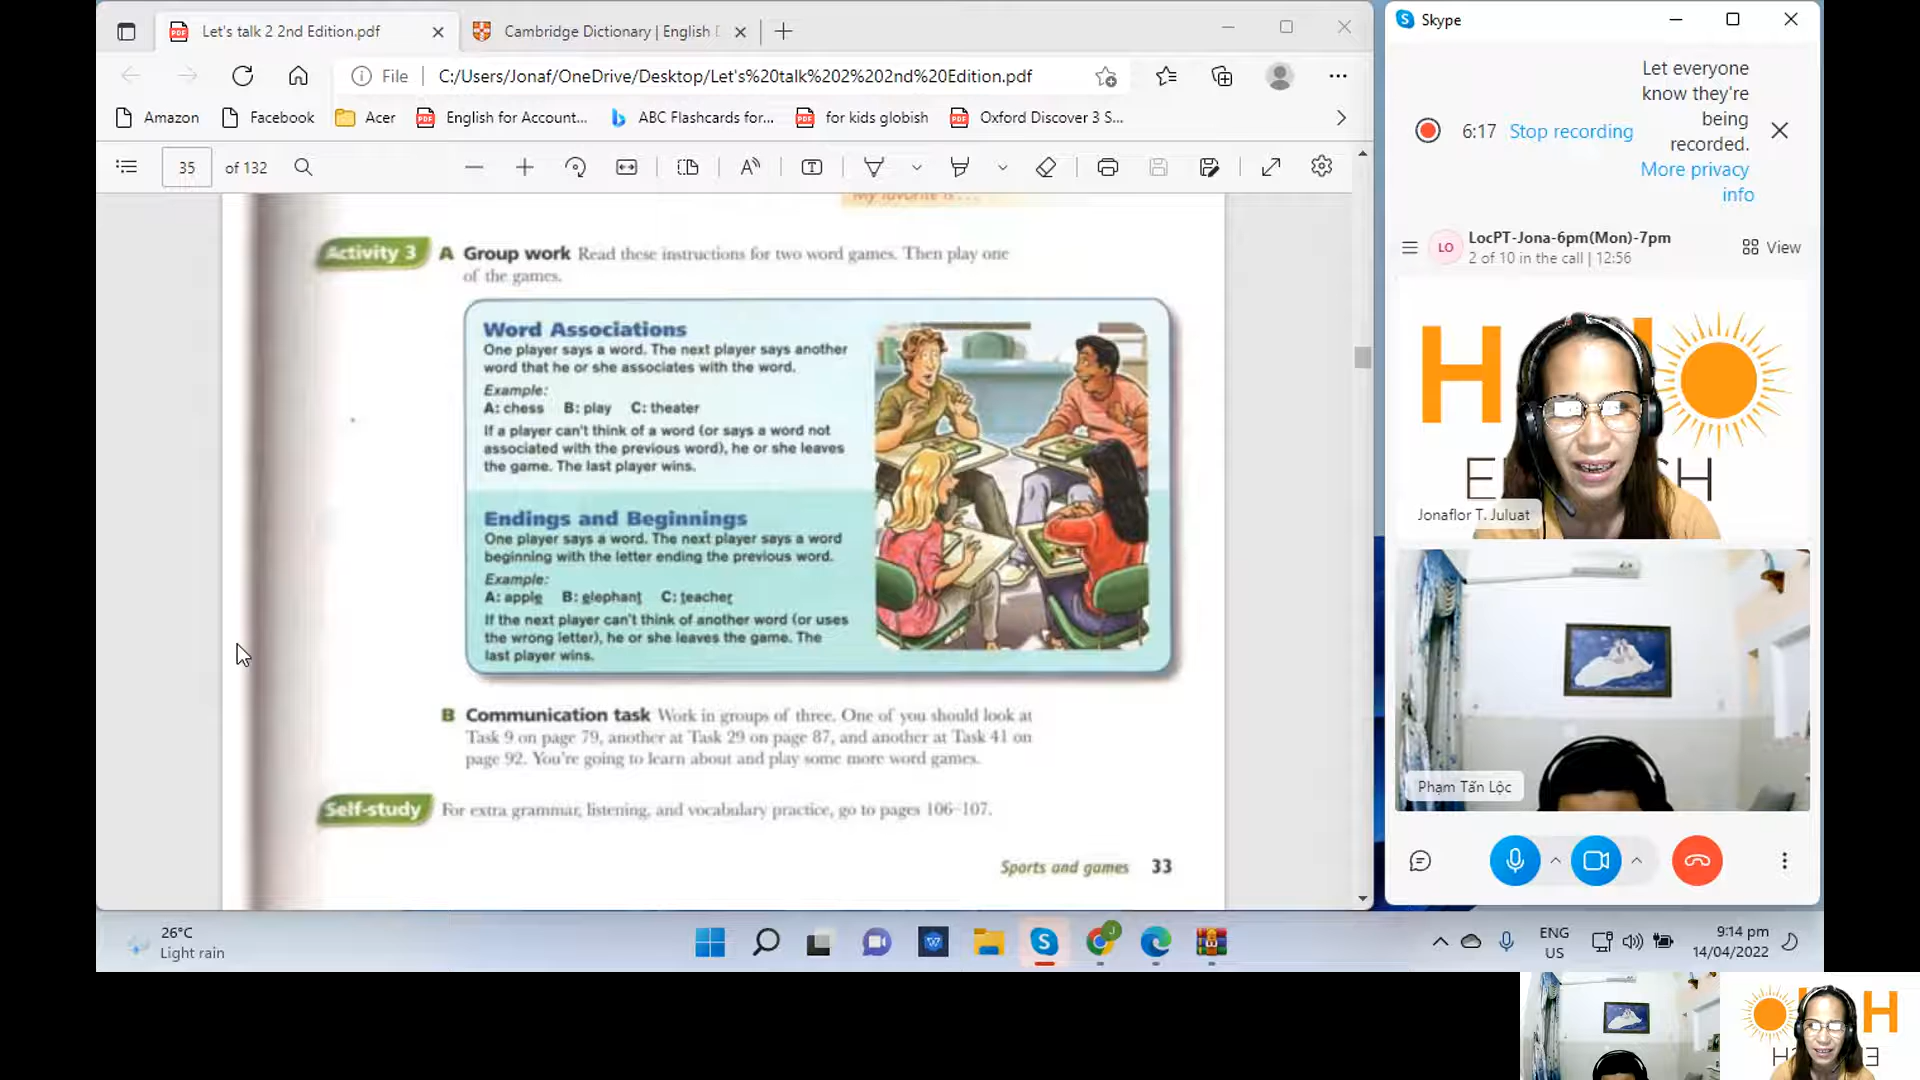 Let's talk 2 2nd Edition.pdf
Cambridge Dictionary | English
File
C:/Users/Jonaf/OneDrive/Desktop/Let's%20talk%202%202nd%20Edition.pdf
Amazon
Facebook
Acer
English for Account...
ABC Flashcards for...
for kids globish
Oxford Discover 3 S...
35
of 132
My favorite is . . .
Activity 3
A Group work Read these instructions for two word games. Then play one
of the games.
Word Associations
One player says a word. The next player says another
word that he or she associates with the word.
Example:
A: chess B: play C: theater
If a player can't think of a word (or says a word not
associated with the previous word), he or she leaves
the game. The last player wins.
Endings and Beginnings
One player says a word. The next player says a word
beginning with the letter ending the previous word.
Example:
A: apple B: elephant C: teacher
If the next player can't think of another word (or uses
the wrong letter), he or she leaves the game. The
last player wins.
B Communication task Work in groups of three. One of you should look at
Task 9 on page 79, another at Task 29 on page 87, and another at Task 41 on
page 92. You're going to learn about and play some more word games.
Self-study
For extra grammar, listening, and vocabulary practice, go to pages 106–107.
Sports and games 33
Skype
6:17
Stop recording
Let everyone
know they're
being
recorded.
More privacy
info
LO
LocPT-Jona-6pm(Mon)-7pm
2 of 10 in the call | 12:56
View
Jonaflor T. Juluat
Phạm Tấn Lộc
26°C
Light rain
ENG
US
9:14 pm
14/04/2022